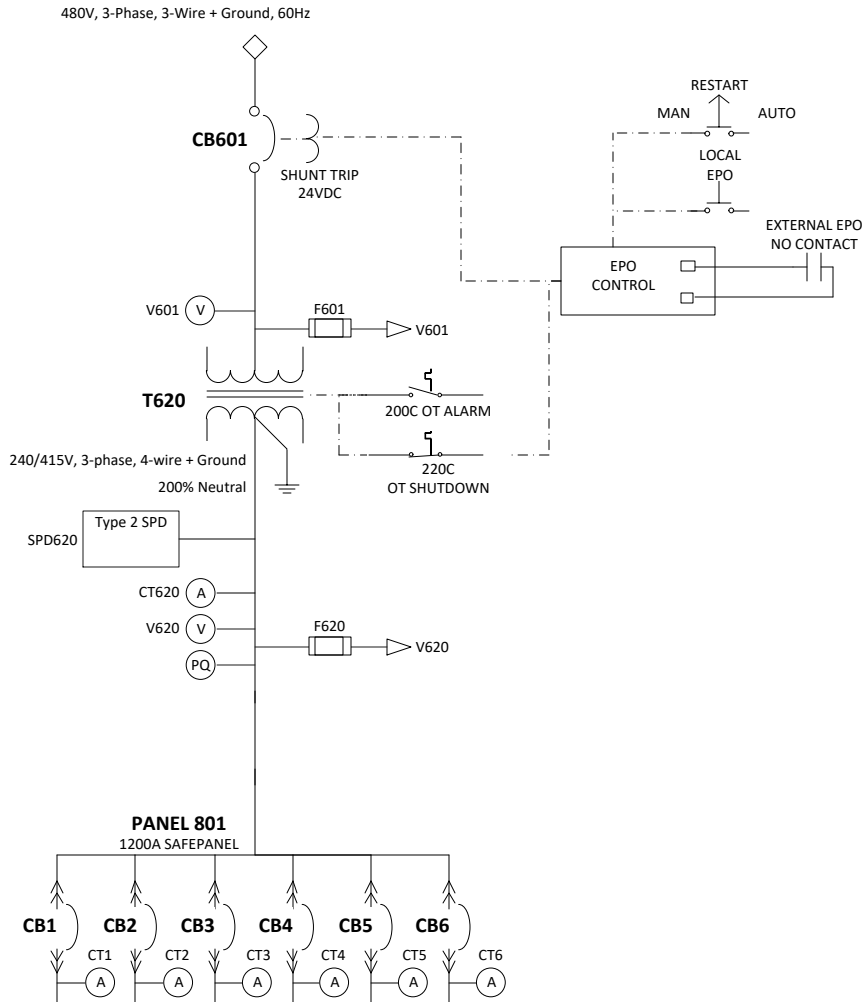 480V, 3-Phase, 3-Wire + Ground, 60Hz
RESTART
MAN
AUTO
CB601
SHUNT TRIP
24VDC
LOCAL
EPO
EXTERNAL EPO
NO CONTACT
EPO
CONTROL
V601
V
F601
V601
T620
200C OT ALARM
240/415V, 3-phase, 4-wire + Ground
200% Neutral
220C
OT SHUTDOWN
SPD620
Type 2 SPD
CT620
A
V620
V
F620
V620
PQ
PANEL 801
1200A SAFEPANEL
CB1
CB2
CB3
CB4
CB5
CB6
CT1
CT2
CT3
CT4
CT5
CT6
A
A
A
A
A
A